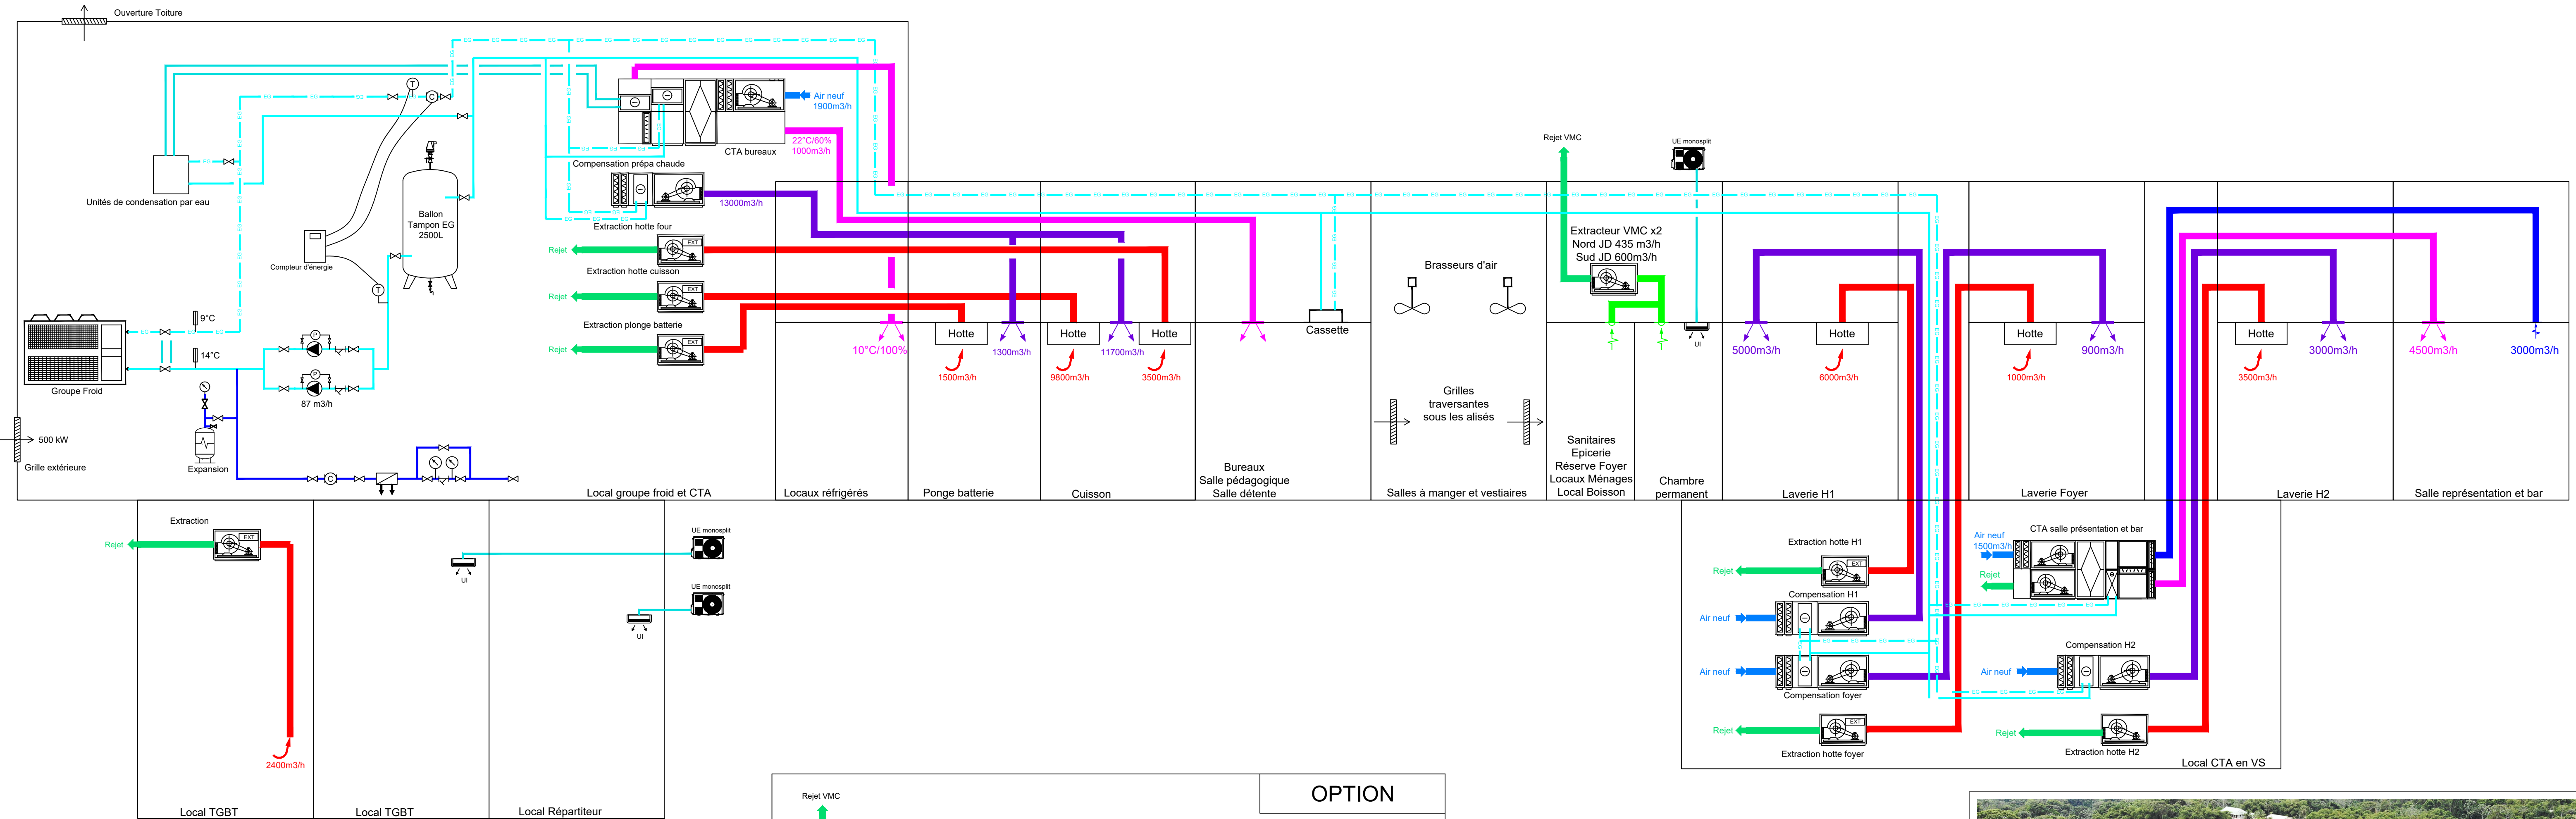 Ouverture Toiture
EG
Air neuf
1900m3/h
22°C/60%
1000m3/h
CTA bureaux
Compensation prépa chaude
13000m3/h
Extraction hotte four
Rejet
EXT
Extraction hotte cuisson
Rejet
EXT
Extraction plonge batterie
Rejet
EXT
Unités de condensation par eau
T
C
Ballon
Tampon EG
2500L
Compteur d'énergie
T
9°C
14°C
Groupe Froid
P
P
87 m3/h
500 kW
Grille extérieure
Expansion
C
Local groupe froid et CTA
10°C/100%
Locaux réfrigérés
Hotte
1500m3/h
1300m3/h
Ponge batterie
Hotte
9800m3/h
11700m3/h
Hotte
3500m3/h
Cuisson
Cassette
Bureaux
Salle pédagogique
Salle détente
Brasseurs d'air
Grilles
traversantes
sous les alisés
Salles à manger et vestiaires
Rejet VMC
Extracteur VMC x2
Nord JD 435 m3/h
Sud JD 600m3/h
Sanitaires
Epicerie
Réserve Foyer
Locaux Ménages
Local Boisson
UE monosplit
UI
Chambre
permanent
5000m3/h
Hotte
6000m3/h
Laverie H1
Hotte
1000m3/h
900m3/h
Laverie Foyer
Hotte
3500m3/h
3000m3/h
Laverie H2
4500m3/h
3000m3/h
Salle représentation et bar
Extraction
Rejet
EXT
2400m3/h
Local TGBT
UI
Local TGBT
UE monosplit
UE monosplit
UI
Local Répartiteur
Extraction hotte H1
Rejet
EXT
Compensation H1
Air neuf
Air neuf
Compensation foyer
Rejet
EXT
Extraction hotte foyer
CTA salle présentation et bar
Air neuf
1500m3/h
Rejet
Compensation H2
Air neuf
Rejet
EXT
Extraction hotte H2
Local CTA en VS
Rejet VMC
OPTION